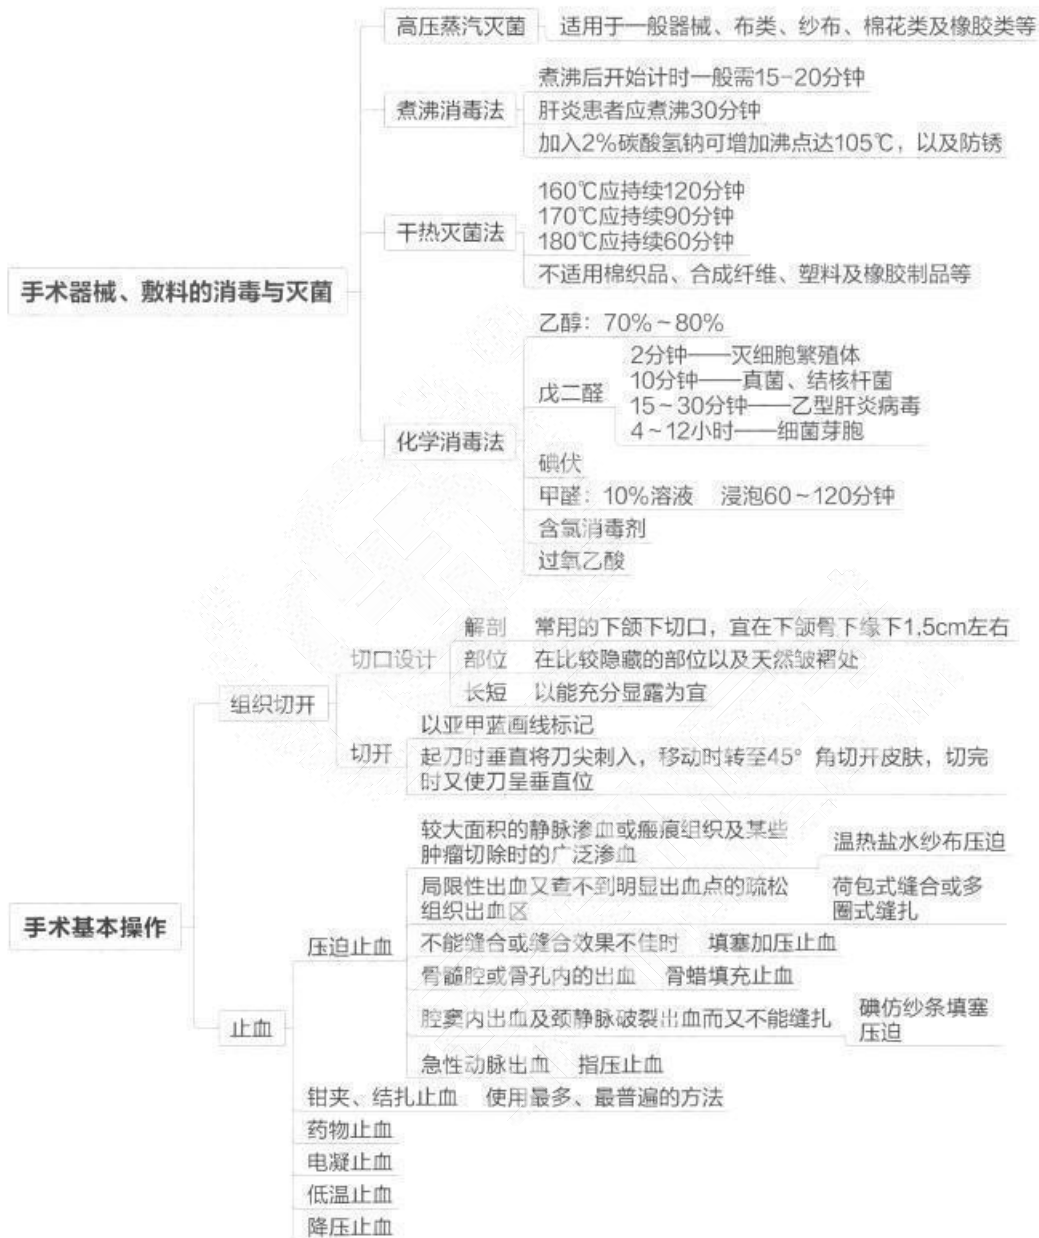 高压蒸汽灭菌 适用于一般器械、布类、纱布、棉花类及橡胶类等
煮沸后开始计时一般需15-20分钟
煮沸消毒法 肝炎患者应煮沸30分钟
加入2%碳酸氢钠可增加沸点达105℃，以及防锈
160℃应持续120分钟
170℃应持续90分钟
干热灭菌法
180℃应持续60分钟
不适用棉织品、合成纤维、塑料及橡胶制品等
手术器械、敷料的消毒与灭菌
乙醇：70%~80%
2分钟——灭细胞繁殖体
10分钟——真菌、结核杆菌
戊二醛
15~30分钟——乙型肝炎病毒
4~12小时——细菌芽胞
化学消毒法
碘伏
甲醛：10%溶液 浸泡60~120分钟
含氯消毒剂
过氧乙酸
解剖 常用的下颌下切口，宜在下颌骨下缘下1.5cm左右
切口设计 部位 在比较隐藏的部位以及天然皱褶处
长短 以能充分显露为宜
组织切开
以亚甲蓝画线标记
切开 起刀时垂直将刀尖刺入，移动时转至45°角切开皮肤，切完
时又使刀呈垂直位
较大面积的静脉渗血或瘢痕组织及某些
肿瘤切除时的广泛渗血 温热盐水纱布压迫
局限性出血又查不到明显出血点的疏松 荷包式缝合或多
组织出血区 圈式缝扎
手术基本操作
压迫止血 不能缝合或缝合效果不佳时 填塞加压止血
骨髓腔或骨孔内的出血 骨蜡填充止血
腔窦内出血及颈静脉破裂出血而又不能缝扎 碘仿纱条填塞
压迫
止血
急性动脉出血 指压止血
钳夹、结扎止血 使用最多、最普遍的方法
药物止血
电凝止血
低温止血
降压止血